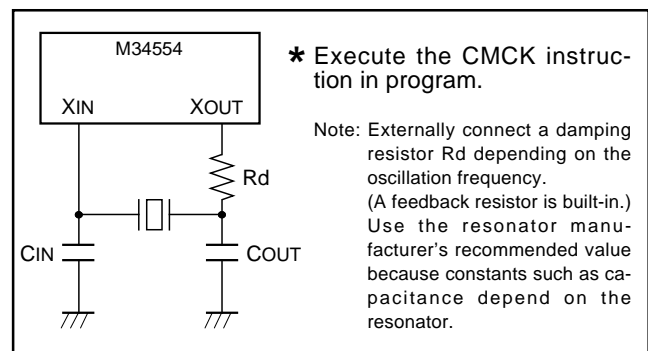 M34554
XIN XOUT
Rd
CIN COUT
* Execute the CMCK instruc-
tion in program.
Note: Externally connect a damping
resistor Rd depending on the
oscillation frequency.
(A feedback resistor is built-in.)
Use the resonator manu-
facturer's recommended value
because constants such as ca-
pacitance depend on the
resonator.